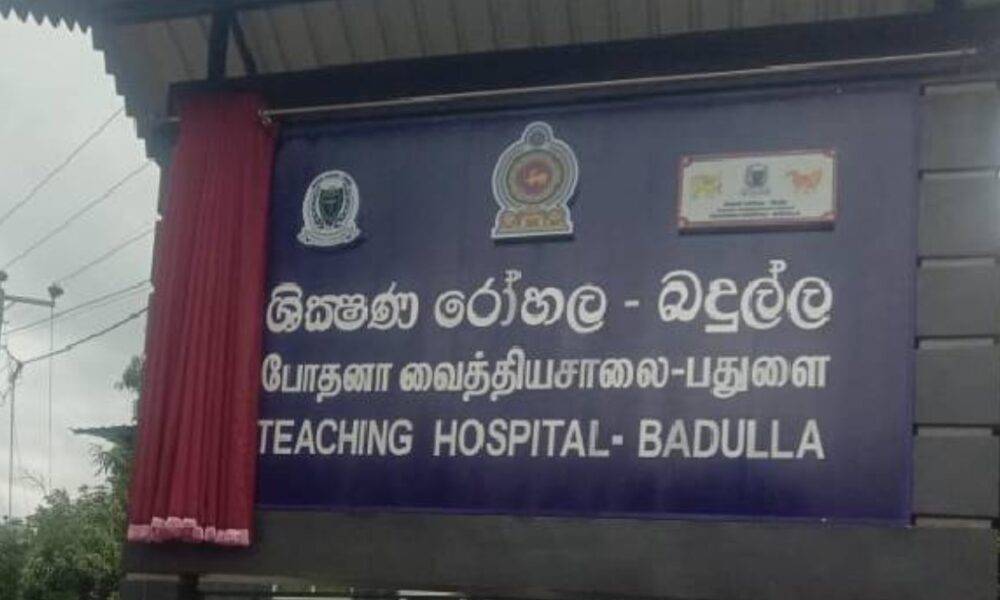 ශික්ෂණ රෝහල - බදුල්ල
போதனா வைத்தியசாலை-பதுளை
TEACHING HOSPITAL- BADULLA